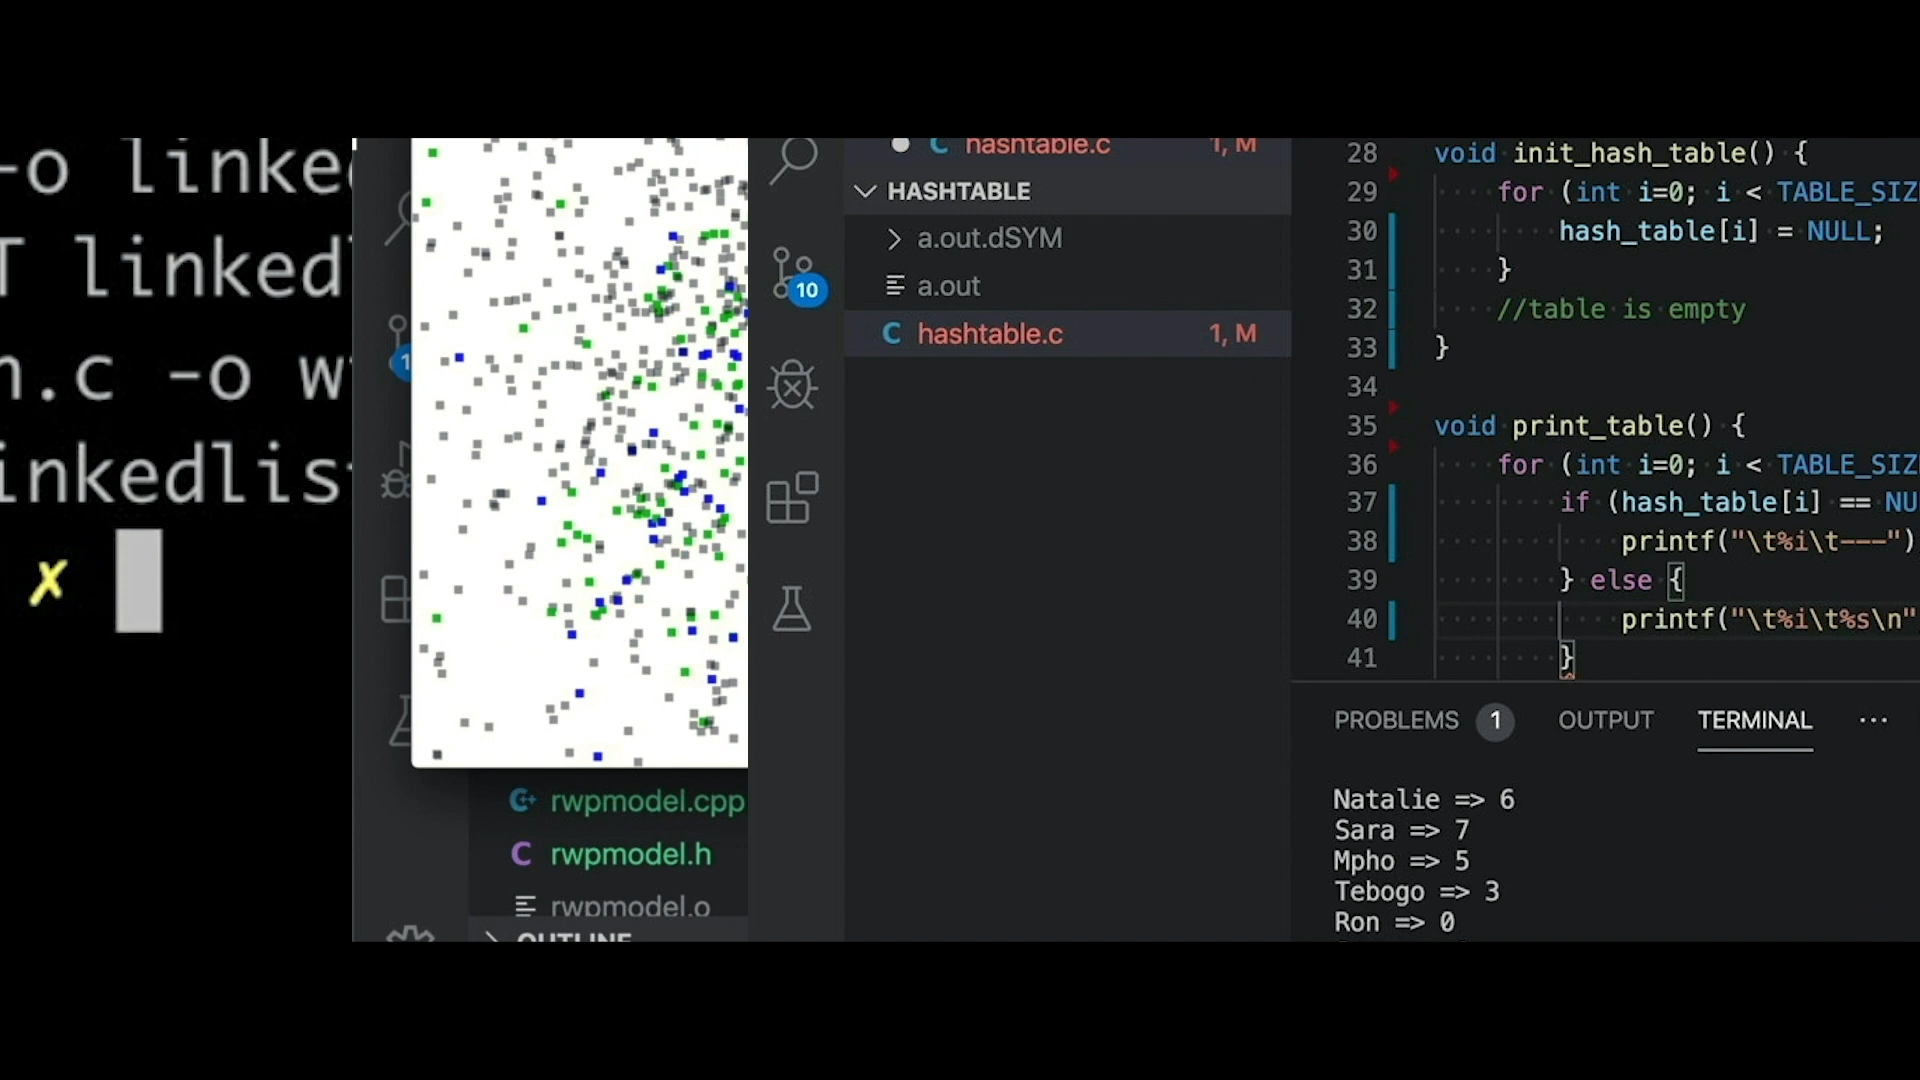 -o linke
T linked
.c -o w
inkedlis
✗
1
rwpmodel.cpp
rwpmodel.h
rwpmodel.o
OUTLINE
hashtable.c 1, M
HASHTABLE
a.out.dSYM
10
a.out
hashtable.c 1, M
28 void init_hash_table() {
29 for (int i=0; i < TABLE_SIZ
30 hash_table[i] = NULL;
31 }
32 //table is empty
33 }
34
35 void print_table() {
36 for (int i=0; i < TABLE_SIZ
37 if (hash_table[i] == NU
38 printf("\t%i\t---")
39 } else {
40 printf("\t%i\t%s\n"
41 }
PROBLEMS 1 OUTPUT TERMINAL ...
Natalie => 6
Sara => 7
Mpho => 5
Tebogo => 3
Ron => 0